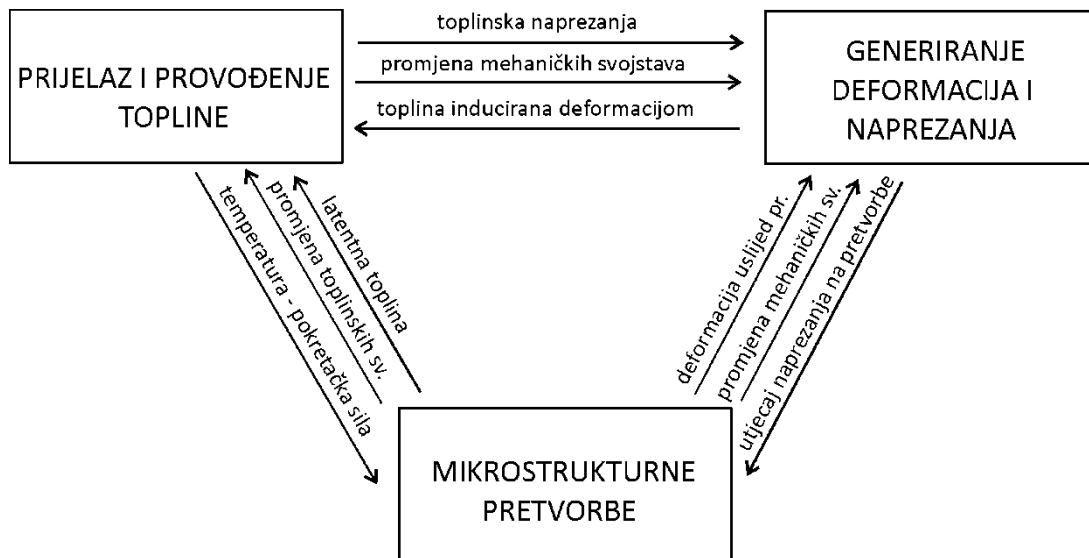 PRIJELAZ I PROVOĐENJE
TOPLINE
toplinska naprezanja
promjena mehaničkih svojstava
toplina inducirana deformacijom
GENERIRANJE
DEFORMACIJA I
NAPREZANJA
temperatura - pokretačka sila
promjena toplinskih sv.
latentna toplina
deformacija uslijed pr.
promjena mehaničkih sv.
utjecaj naprezanja na pretvorbe
MIKROSTRUKTURNE
PRETVORBE